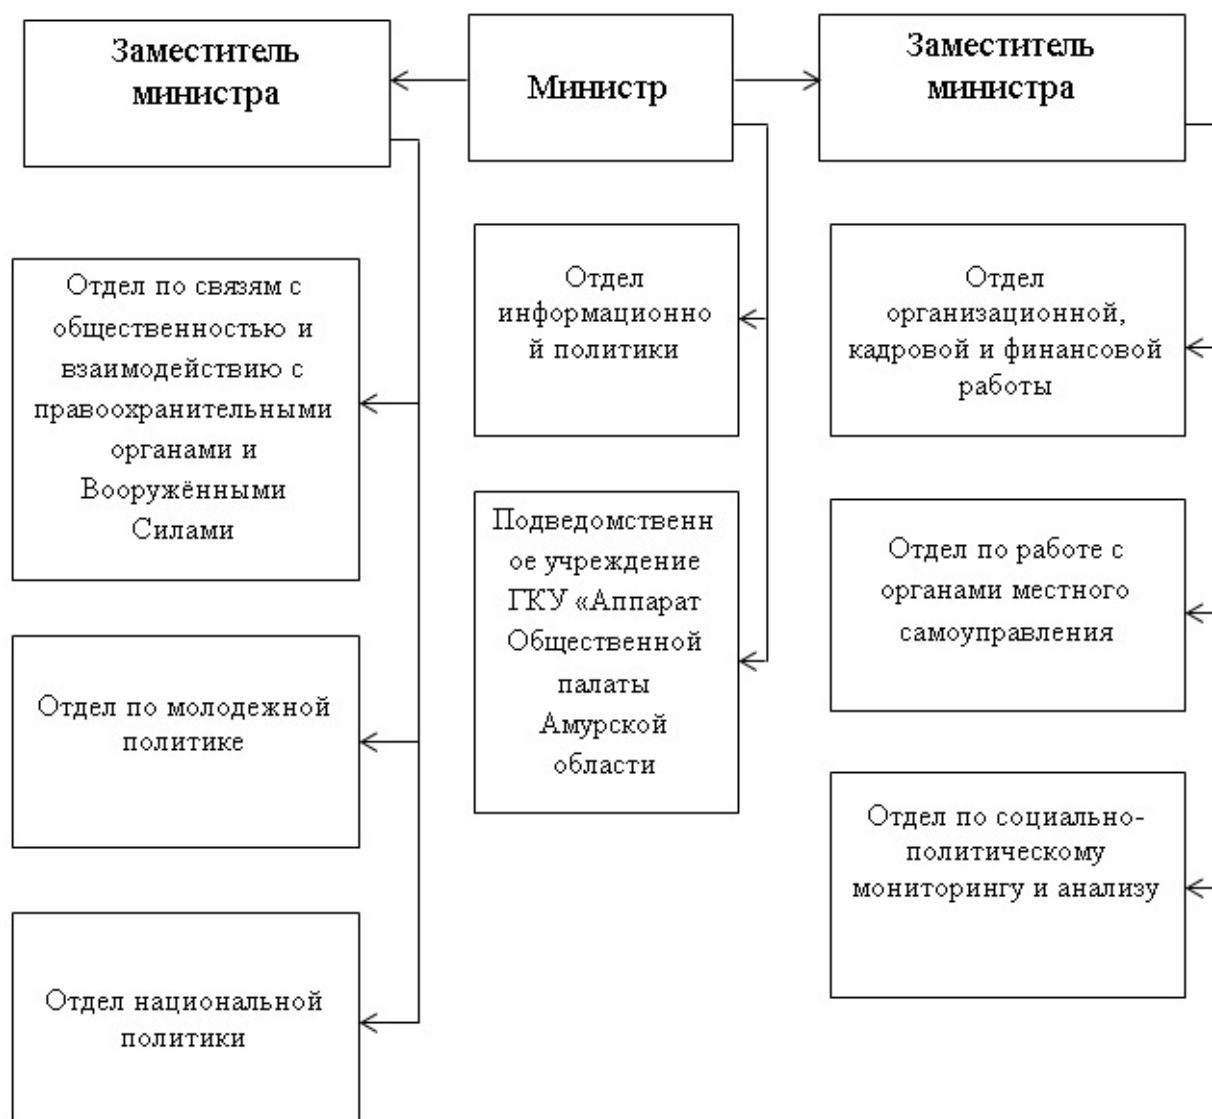 Заместитель
министра
Министр
Заместитель
министра
Отдел по связям с
общественностью и
взаимодействию с
правоохранительными
органами и
Вооружёнными
Силами
Отдел по молодежной
политике
Отдел национальной
политики
Отдел
информационно
й политики
Подведомственн
ое учреждение
ГКУ «Аппарат
Общественной
палаты
Амурской
области
Отдел
организационной,
кадровой и финансовой
работы
Отдел по работе с
органами местного
самоуправления
Отдел по социально-
политическому
мониторингу и анализу